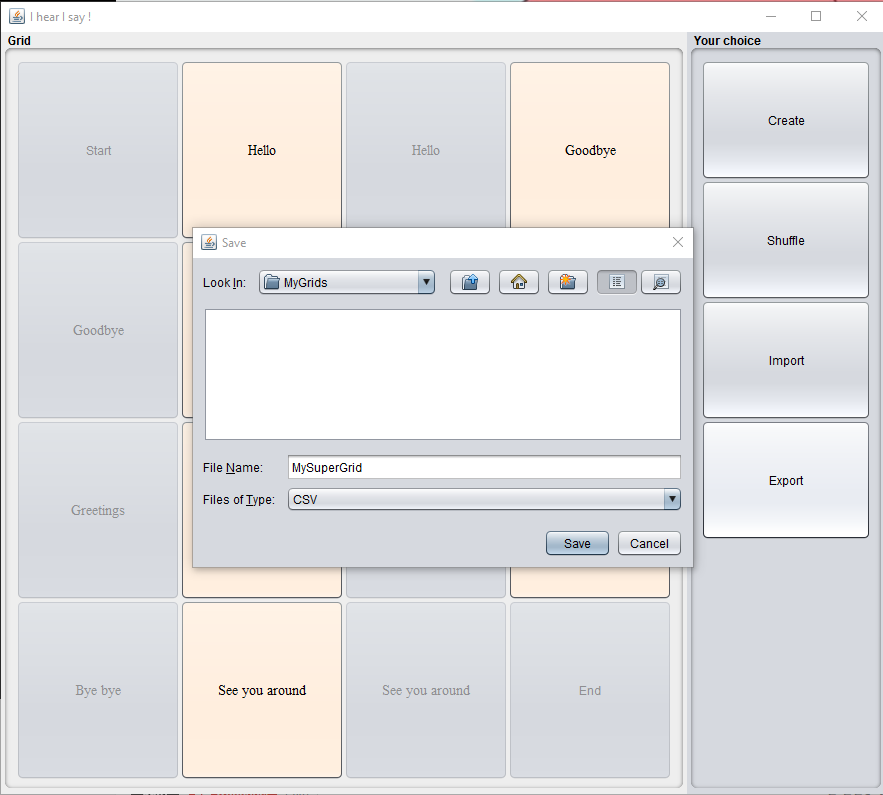 I hear I say !
Grid
Your choice
Start
Hello
Hello
Goodbye
Create
Shuffle
Save
Look In:
MyGrids
Goodbye
Import
File Name:
MySuperGrid
Files of Type:
CSV
Greetings
Export
Save
Cancel
Bye bye
See you around
See you around
End